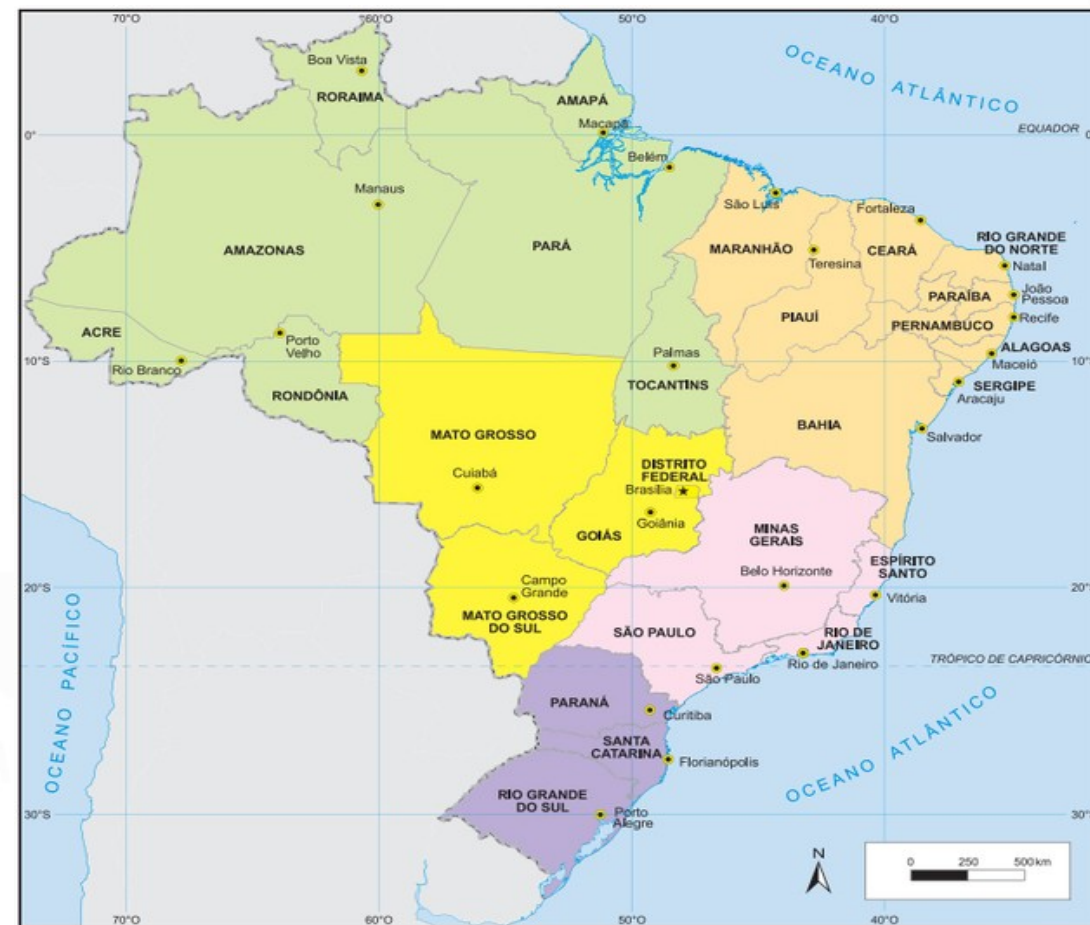 70°O
60°O
50°O
40°O
OCEANO ATLÂNTICO
Boa Vista
RORAIMA
AMAPÁ
Macapá
EQUADOR
0°
0
Belém
Manaus
São Luís
Fortaleza
AMAZONAS
PARÁ
MARANHÃO
CEARÁ
RIO GRANDE
DO NORTE
Teresina
Natal
João
Pessoa
PARAÍBA
PIAUÍ
Recife
PERNAMBUCO
ACRE
Porto
Velho
ALAGOAS
Palmas
Maceió
10°S
10°S
Rio Branco
TOCANTINS
SERGIPE
RONDÔNIA
Aracaju
BAHIA
MATO GROSSO
Salvador
Cuiabá
DISTRITO
FEDERAL
Brasília
Goiânia
GOIÁS
MINAS
GERAIS
ESPÍRITO
SANTO
Belo Horizonte
Campo
Grande
20°S
20°S
Vitória
MATO GROSSO
DO SUL
SÃO PAULO
RIO DE
JANEIRO
Rio de Janeiro
TRÓPICO DE CAPRICÓRNIO
São Paulo
OCEANO PACÍFICO
PARANÁ
Curitiba
SANTA
CATARINA
Florianópolis
OCEANO ATLÂNTICO
RIO GRANDE
DO SUL
Porto
Alegre
30°S
30°
N
0 250 500 km
70°O
60°O
50°O
40°O